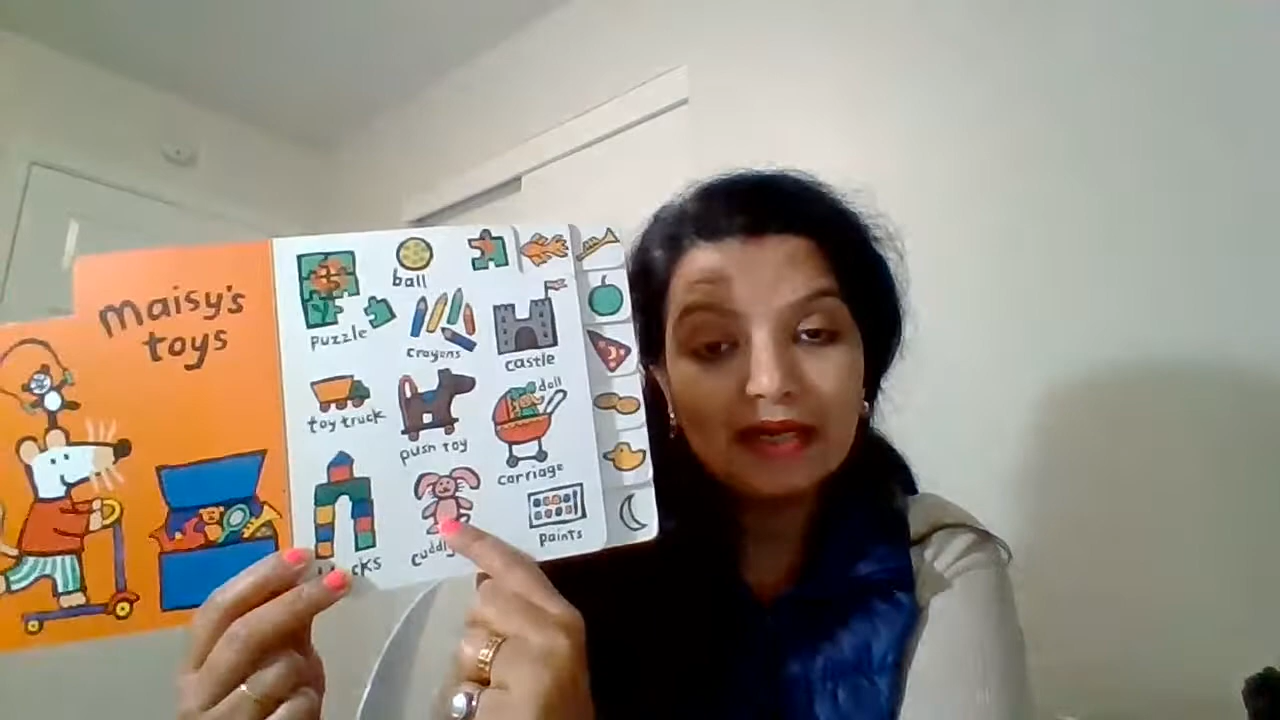 Maisy's
toys
puzzle
ball
crayons
castle
toy truck
push toy
doll
carriage
paints